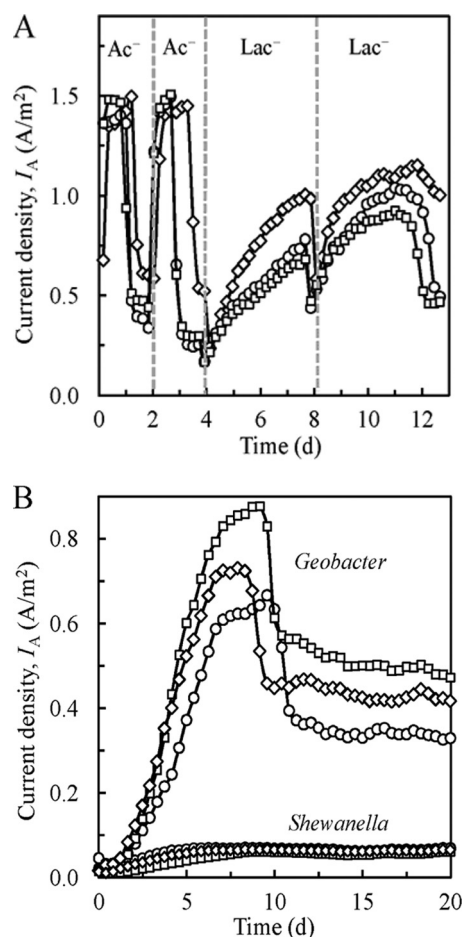 A
Ac⁻ Ac⁻ Lac⁻ Lac⁻
Current density, I_A (A/m²)
1.5
1.0
0.5
0.0
0 2 4 6 8 10 12
Time (d)
B
Current density, I_A (A/m²)
0.8
0.6
0.4
0.2
0.0
Geobacter
Shewanella
0 5 10 15 20
Time (d)